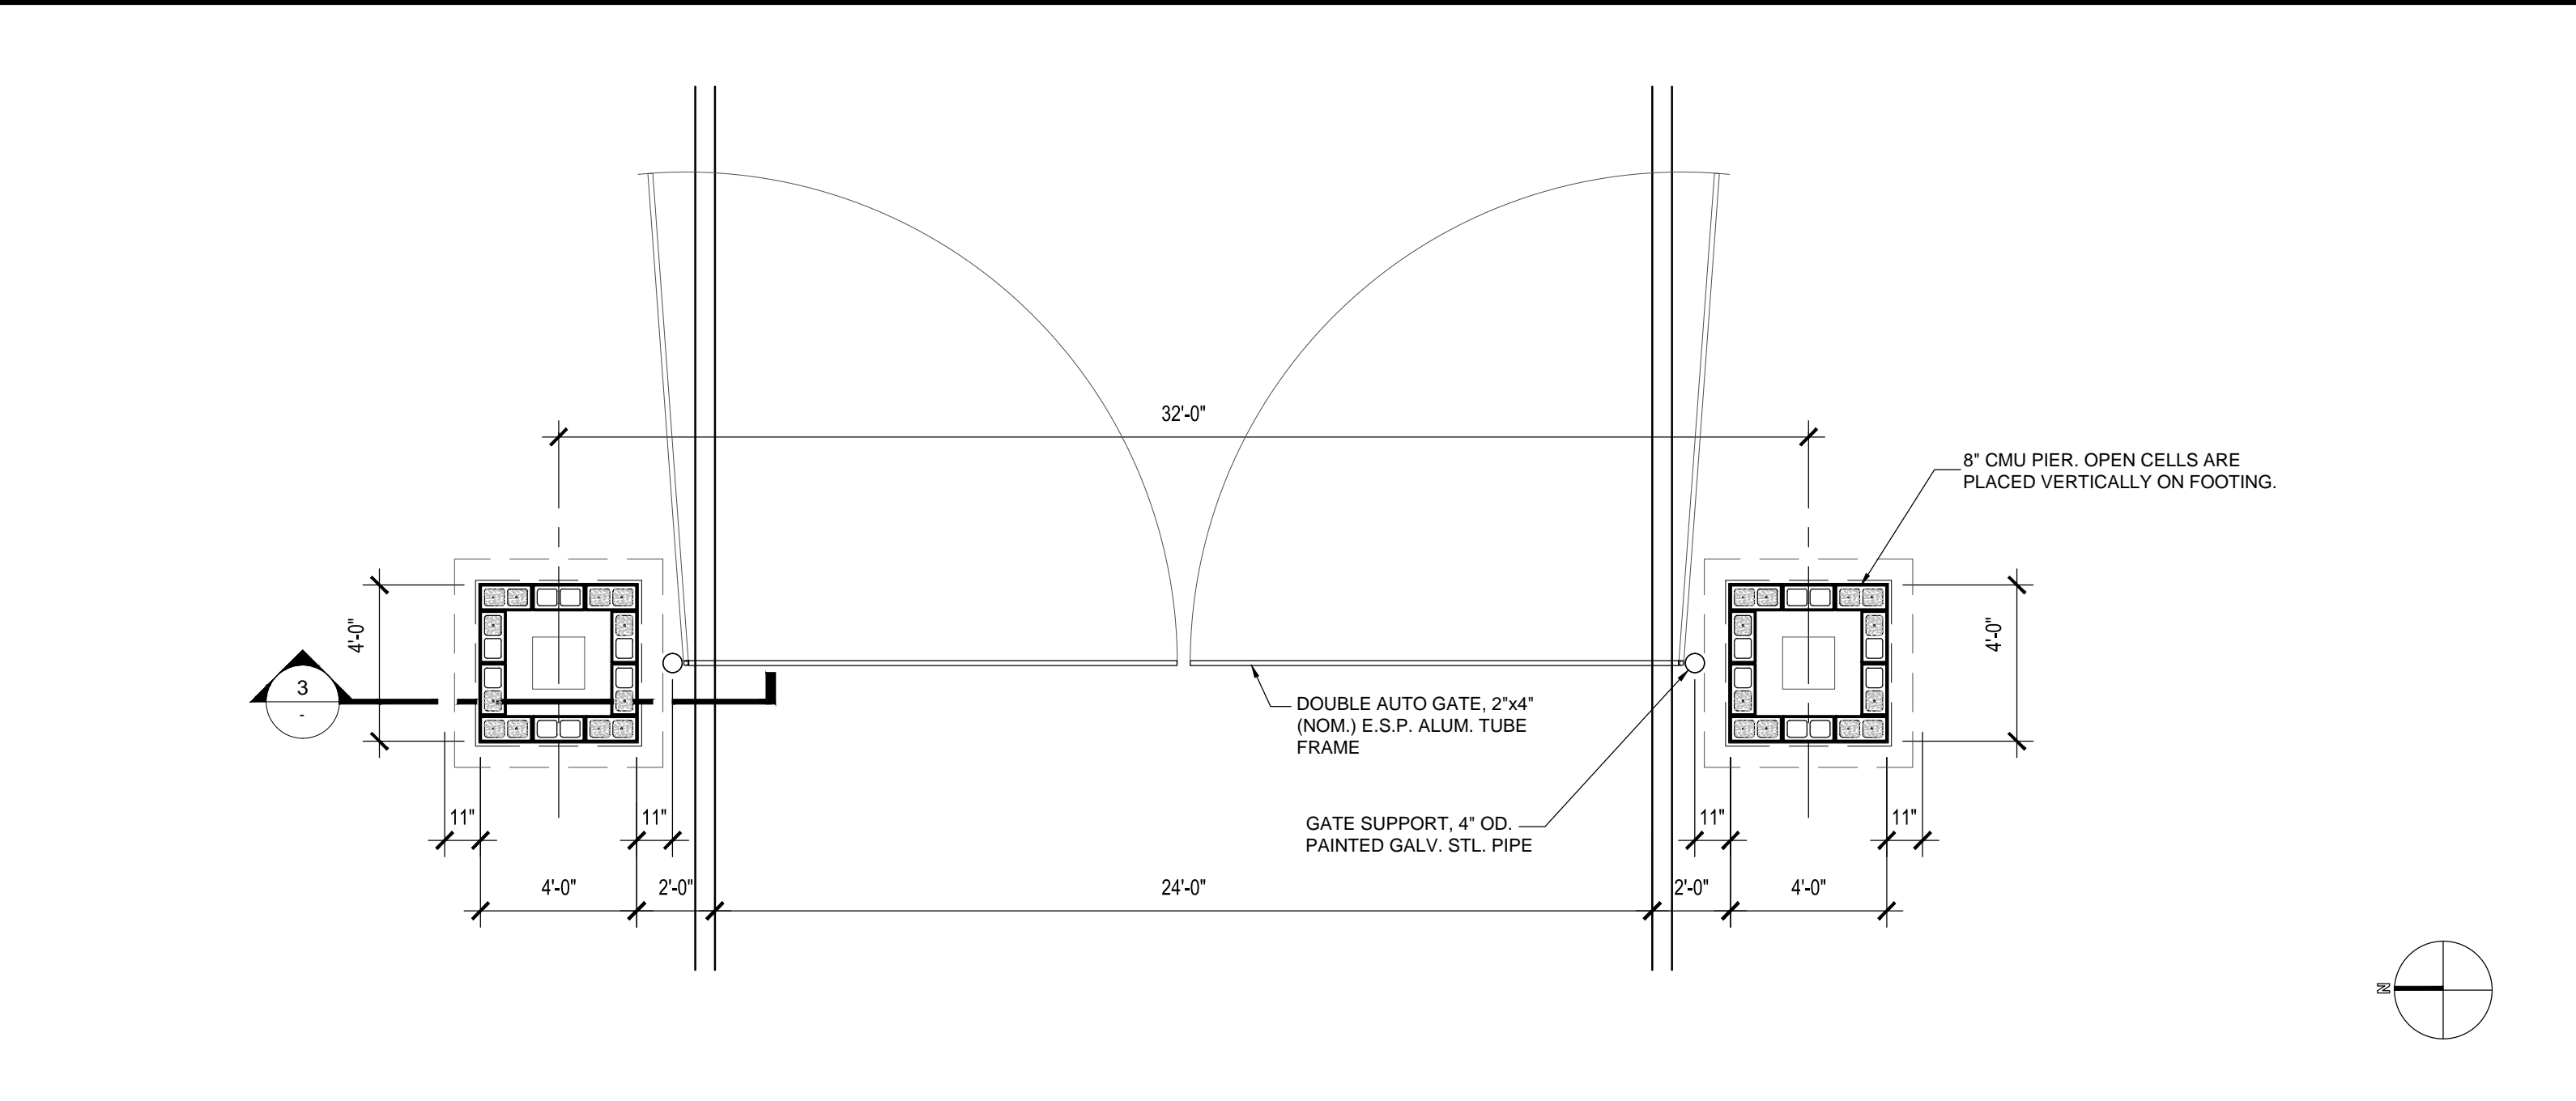 32'-0"
8" CMU PIER. OPEN CELLS ARE
PLACED VERTICALLY ON FOOTING.
4'-0"
4'-0"
3
-
DOUBLE AUTO GATE, 2"x4"
(NOM.) E.S.P. ALUM. TUBE
FRAME
11"
11"
GATE SUPPORT, 4" OD.
PAINTED GALV. STL. PIPE
11"
11"
4'-0"
2'-0"
24'-0"
2'-0"
4'-0"
N